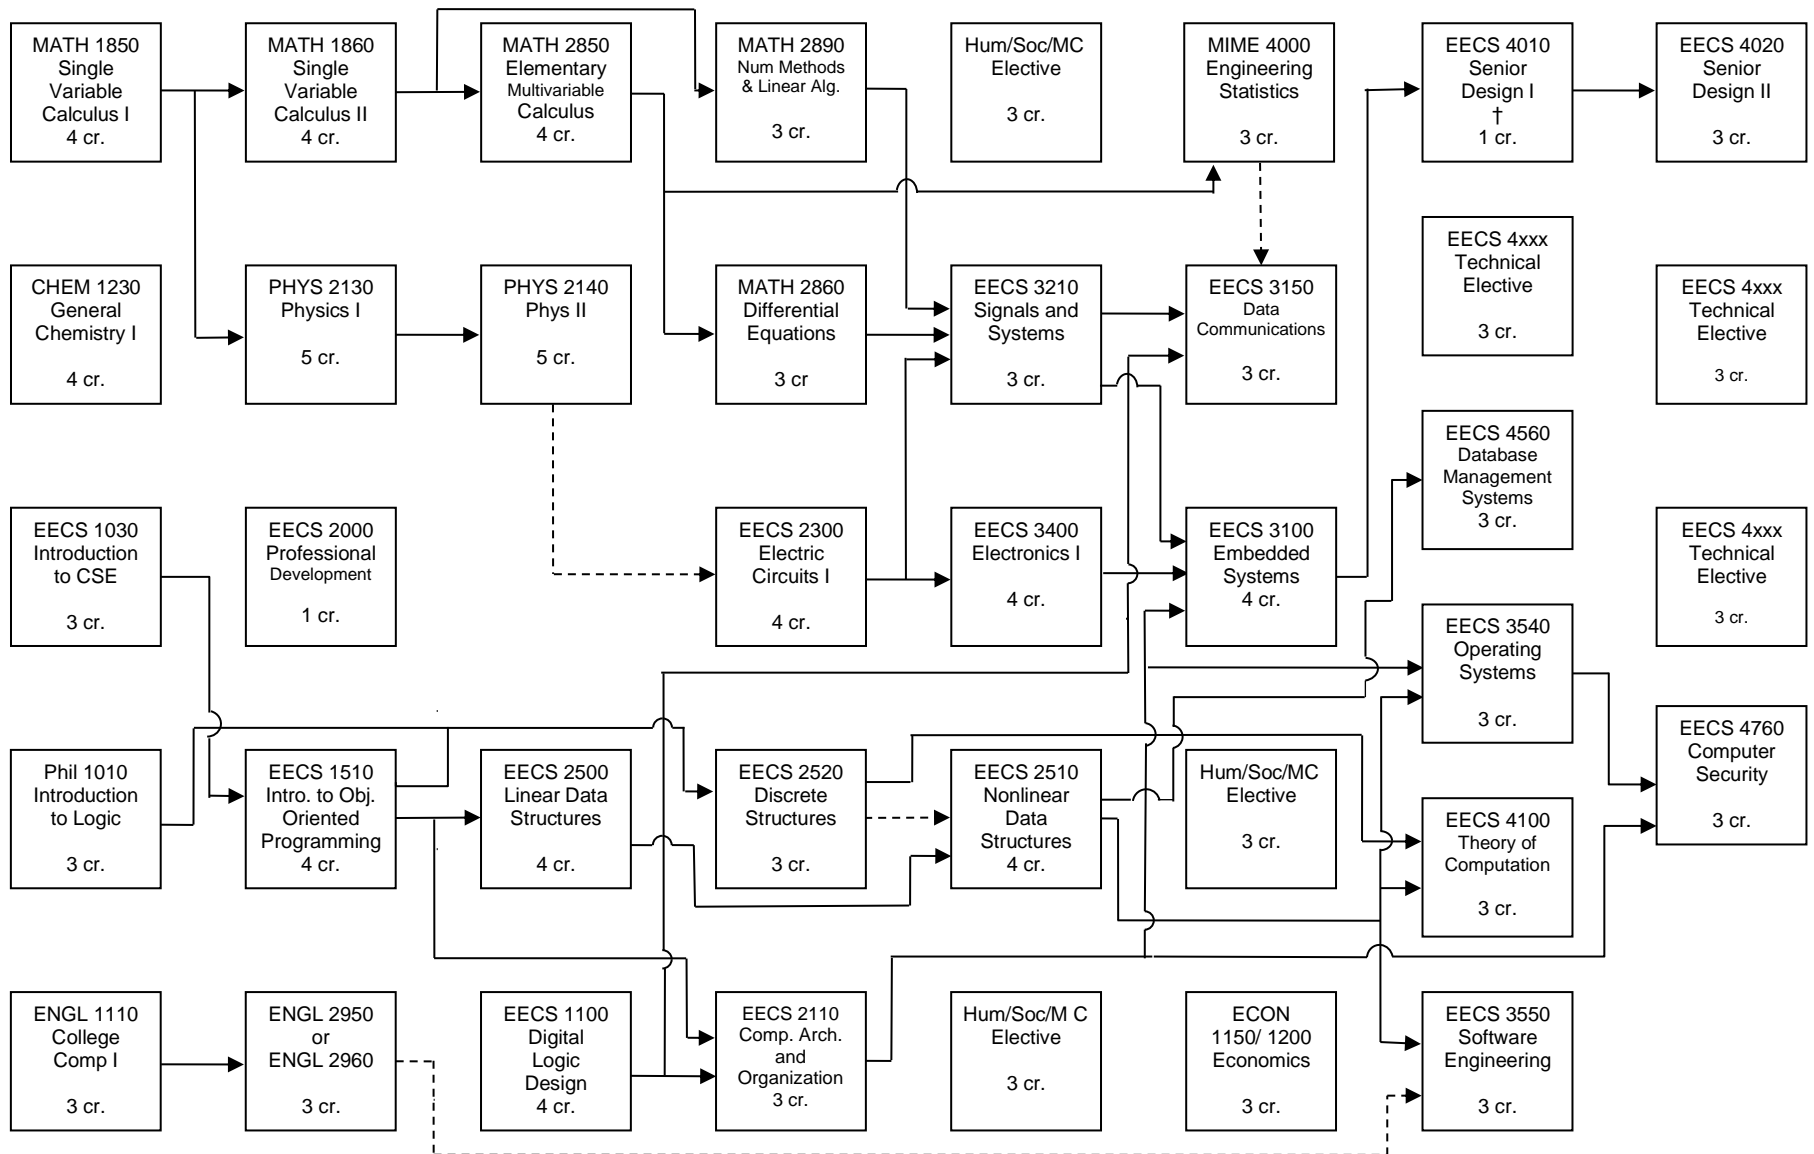 MATH 1850
Single
Variable
Calculus I
4 cr.
MATH 1860
Single
Variable
Calculus II
4 cr.
MATH 2850
Elementary
Multivariable
Calculus
4 cr.
MATH 2890
Num Methods
& Linear Alg.
3 cr.
Hum/Soc/MC
Elective
3 cr.
MIME 4000
Engineering
Statistics
3 cr.
EECS 4010
Senior
Design I
†
1 cr.
EECS 4020
Senior
Design II
3 cr.
CHEM 1230
General
Chemistry I
4 cr.
PHYS 2130
Physics I
5 cr.
PHYS 2140
Phys II
5 cr.
MATH 2860
Differential
Equations
3 cr
EECS 3210
Signals and
Systems
3 cr.
EECS 3150
Data
Communications
3 cr.
EECS 4xxx
Technical
Elective
3 cr.
EECS 4xxx
Technical
Elective
3 cr.
EECS 4560
Database
Management
Systems
3 cr.
EECS 1030
Introduction
to CSE
3 cr.
EECS 2000
Professional
Development
1 cr.
EECS 2300
Electric
Circuits I
4 cr.
EECS 3400
Electronics I
4 cr.
EECS 3100
Embedded
Systems
4 cr.
EECS 4xxx
Technical
Elective
3 cr.
EECS 3540
Operating
Systems
3 cr.
Phil 1010
Introduction
to Logic
3 cr.
EECS 1510
Intro. to Obj.
Oriented
Programming
4 cr.
EECS 2500
Linear Data
Structures
4 cr.
EECS 2520
Discrete
Structures
3 cr.
EECS 2510
Nonlinear
Data
Structures
4 cr.
Hum/Soc/MC
Elective
3 cr.
EECS 4100
Theory of
Computation
3 cr.
EECS 4760
Computer
Security
3 cr.
ENGL 1110
College
Comp I
3 cr.
ENGL 2950
or
ENGL 2960
3 cr.
EECS 1100
Digital
Logic
Design
4 cr.
EECS 2110
Comp. Arch.
and
Organization
3 cr.
Hum/Soc/M C
Elective
3 cr.
ECON
1150/ 1200
Economics
3 cr.
EECS 3550
Software
Engineering
3 cr.